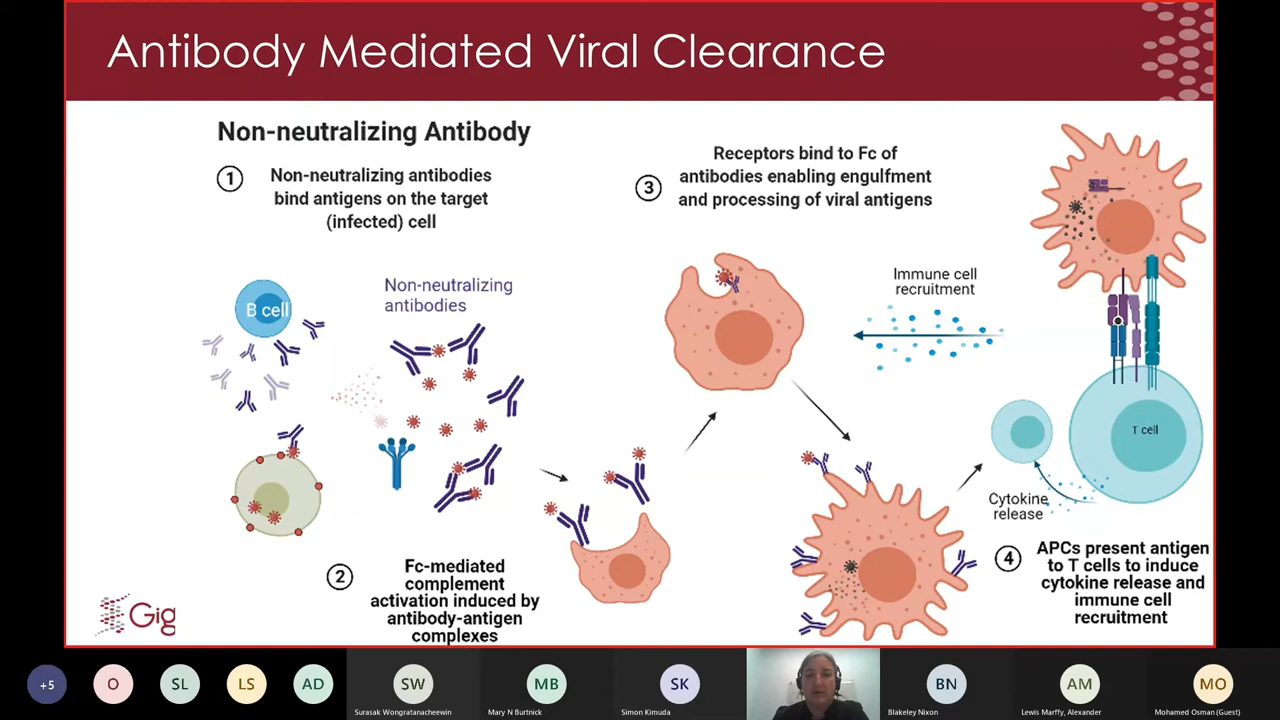 Antibody Mediated Viral Clearance
Non-neutralizing Antibody
1
Non-neutralizing antibodies
bind antigens on the target
(infected) cell
B cell
Non-neutralizing
antibodies
2
Fc-mediated
complement
activation induced by
antibody-antigen
complexes
3
Receptors bind to Fc of
antibodies enabling engulfment
and processing of viral antigens
Immune cell
recruitment
T cell
Cytokine
release
4
APCs present antigen
to T cells to induce
cytokine release and
immune cell
recruitment
Gig
+5
O
SL
LS
AD
SW
Surasak Wongratanacheewin
MB
Mary N Burtnick
SK
Simon Kimuda
BN
Blakeley Nixon
AM
Lewis Marffy, Alexander
MO
Mohamed Osman (Guest)